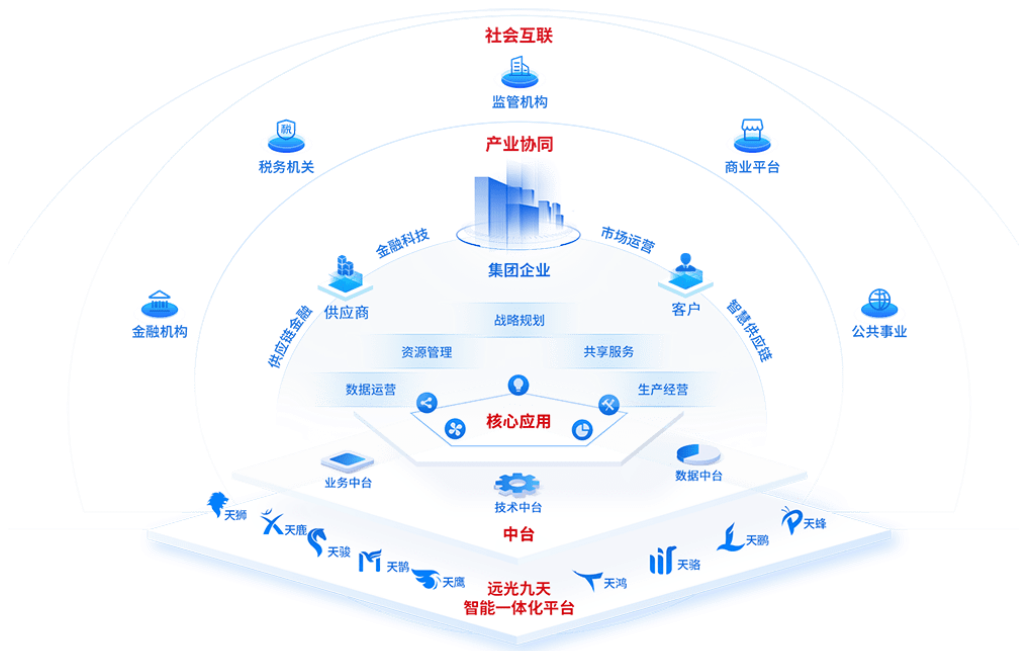 社会互联
监管机构
税
税务机关
商业平台
产业协同
金融科技
市场运营
集团企业
供应商
客户
金融机构
公共事业
供应链金融
智慧供应链
战略规划
资源管理
共享服务
数据运营
生产经营
核心应用
业务中台
技术中台
数据中台
中台
天狮
天鹿
天骏
天鹊
天鹰
天鸿
天骆
天鹏
天蜂
远光九天
智能一体化平台